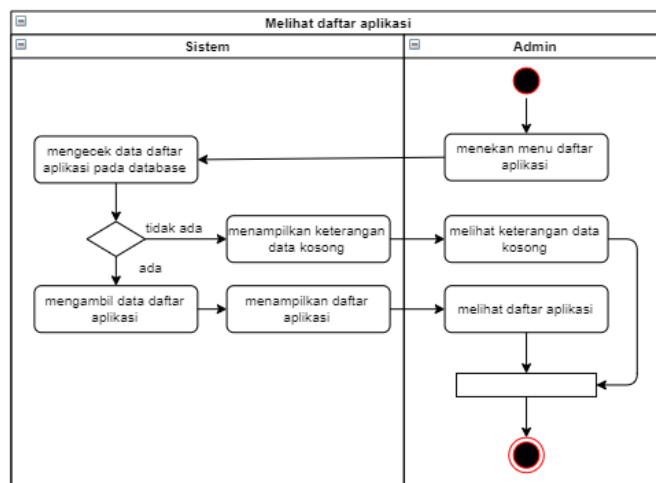 Melihat daftar aplikasi
Sistem
Admin
menekan menu daftar
aplikasi
mengecek data daftar
aplikasi pada database
tidak ada
ada
menampilkan keterangan
data kosong
melihat keterangan data
kosong
mengambil data daftar
aplikasi
menampilkan daftar
aplikasi
melihat daftar aplikasi